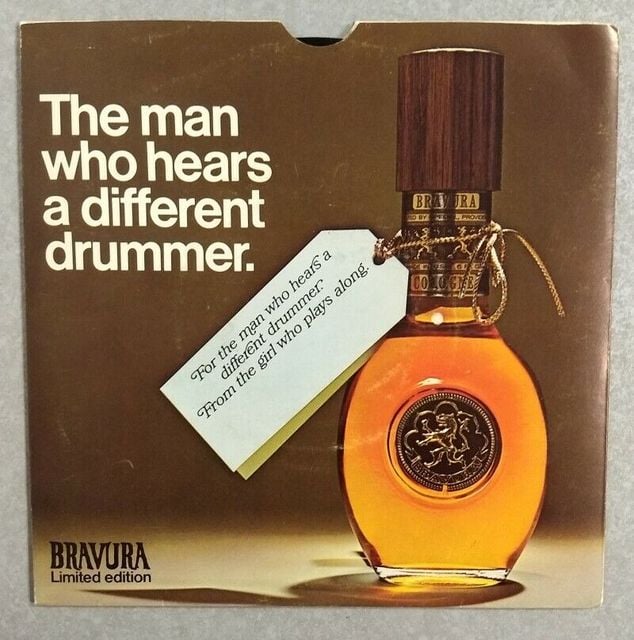 The man
who hears
a different
drummer.
For the man who hears a
different drummer.
From the girl who plays along.
BRAVURA
COLOGNE
BRAVURA
Limited edition